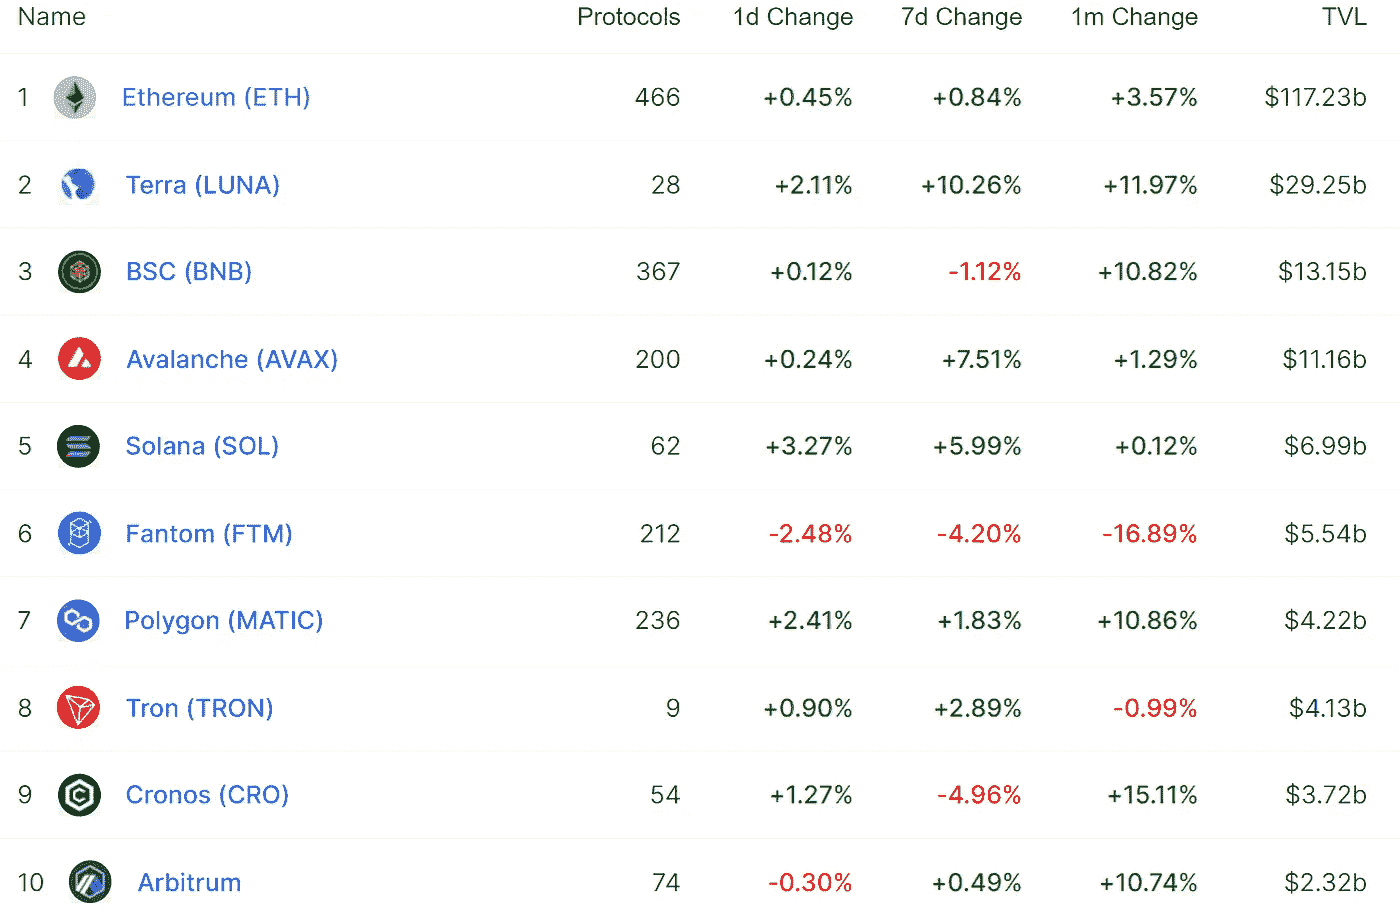 Name Protocols 1d Change 7d Change 1m Change TVL
1 Ethereum (ETH) 466 +0.45% +0.84% +3.57% $117.23b
2 Terra (LUNA) 28 +2.11% +10.26% +11.97% $29.25b
3 BSC (BNB) 367 +0.12% -1.12% +10.82% $13.15b
4 Avalanche (AVAX) 200 +0.24% +7.51% +1.29% $11.16b
5 Solana (SOL) 62 +3.27% +5.99% +0.12% $6.99b
6 Fantom (FTM) 212 -2.48% -4.20% -16.89% $5.54b
7 Polygon (MATIC) 236 +2.41% +1.83% +10.86% $4.22b
8 Tron (TRON) 9 +0.90% +2.89% -0.99% $4.13b
9 Cronos (CRO) 54 +1.27% -4.96% +15.11% $3.72b
10 Arbitrum 74 -0.30% +0.49% +10.74% $2.32b